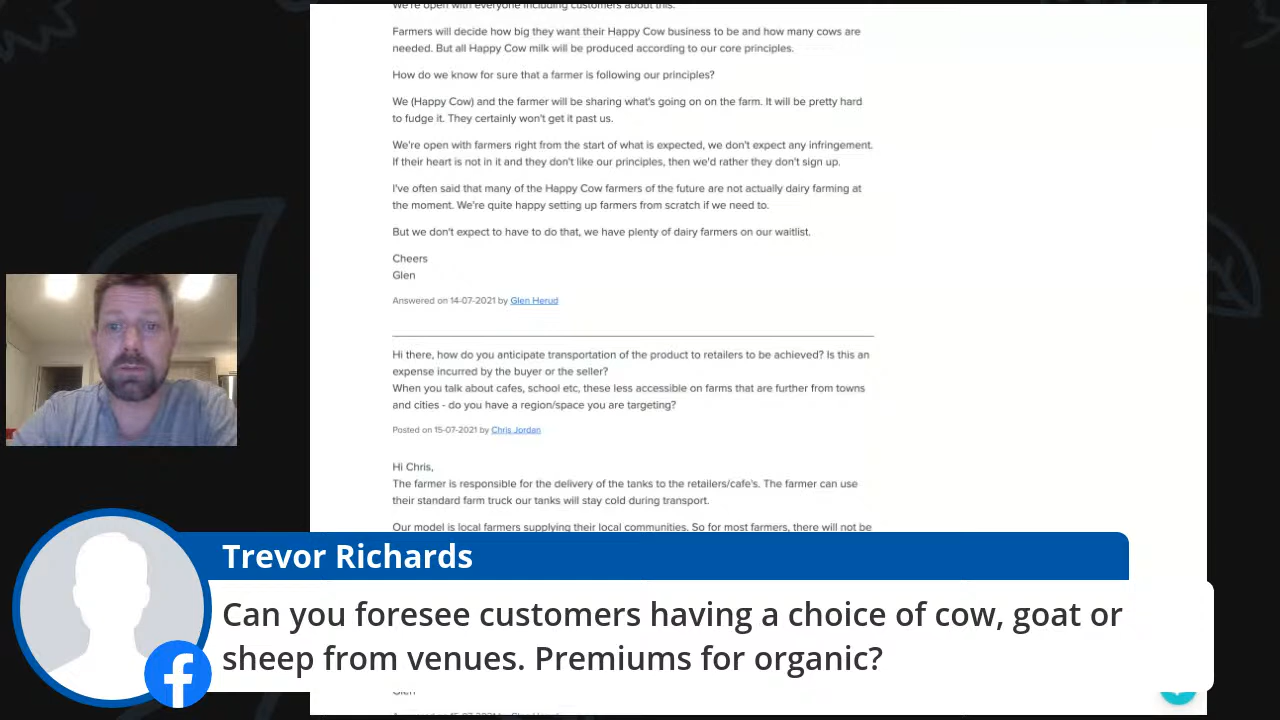 We're open with everyone including customers about this.
Farmers will decide how big they want their Happy Cow business to be and how many cows are
needed. But all Happy Cow milk will be produced according to our core principles.
How do we know for sure that a farmer is following our principles?
We (Happy Cow) and the farmer will be sharing what's going on on the farm. It will be pretty hard
to fudge it. They certainly won't get it past us.
We're open with farmers right from the start of what is expected, we don't expect any infringement.
If their heart is not in it and they don't like our principles, then we'd rather they don't sign up.
I've often said that many of the Happy Cow farmers of the future are not actually dairy farming at
the moment. We're quite happy setting up farmers from scratch if we need to.
But we don't expect to have to do that, we have plenty of dairy farmers on our waitlist.
Cheers
Glen
Answered on 14-07-2021 by Glen Herud
Hi there, how do you anticipate transportation of the product to retailers to be achieved? Is this an
expense incurred by the buyer or the seller?
When you talk about cafes, school etc, these less accessible on farms that are further from towns
and cities - do you have a region/space you are targeting?
Posted on 15-07-2021 by Chris Jordan
Hi Chris,
The farmer is responsible for the delivery of the tanks to the retailers/cafe's. The farmer can use
their standard farm truck our tanks will stay cold during transport.
Our model is local farmers supplying their local communities. So for most farmers, there will not be
Trevor Richards
Can you foresee customers having a choice of cow, goat or
sheep from venues. Premiums for organic?
Glen